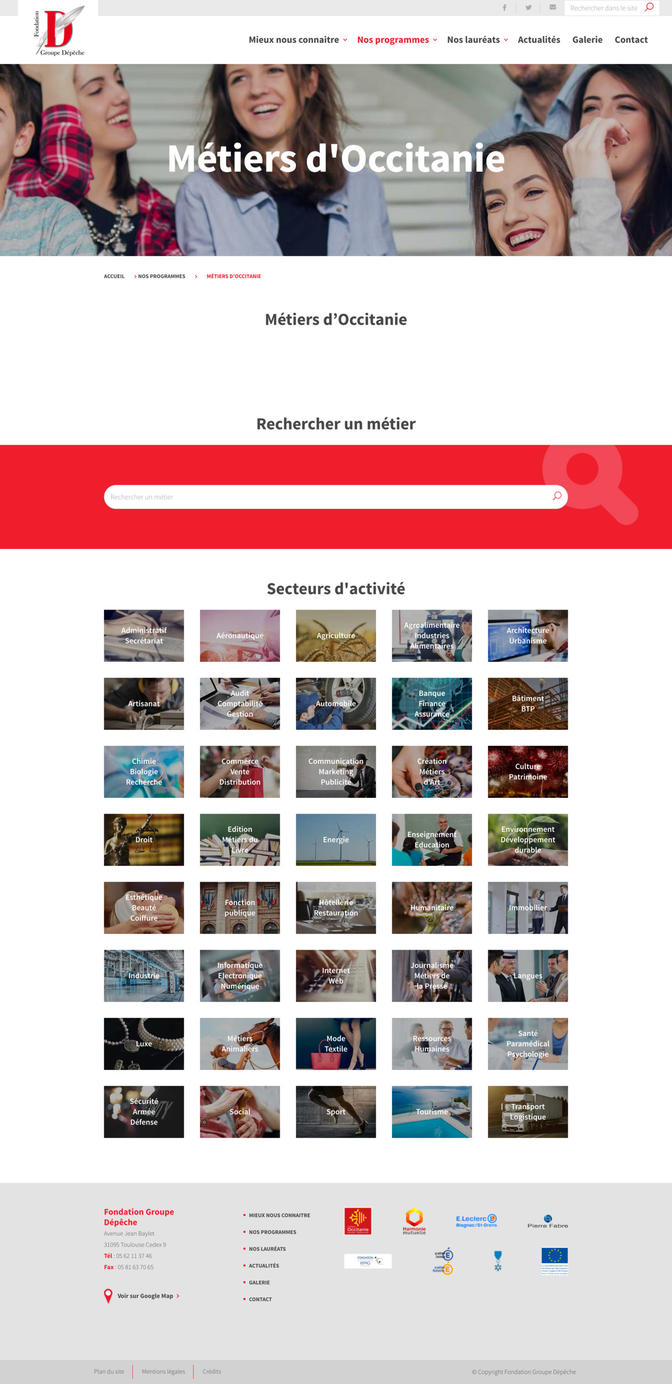 Rechercher dans le site
Fondation
D
Groupe Dépêche
Mieux nous connaitre
Nos programmes
Nos lauréats
Actualités
Galerie
Contact
Métiers d'Occitanie
ACCUEIL > NOS PROGRAMMES > MÉTIERS D'OCCITANIE
Métiers d’Occitanie
Rechercher un métier
Rechercher un métier
Secteurs d'activité
Administratif
Secrétariat
Aéronautique
Agriculture
Agroalimentaire
Industries
Alimentaires
Architecture
Urbanisme
Artisanat
Audit
Comptabilité
Gestion
Automobile
Banque
Finance
Assurance
Bâtiment
BTP
Chimie
Biologie
Recherche
Commerce
Vente
Distribution
Communication
Marketing
Publicité
Création
Métiers
d'Art
Culture
Patrimoine
Droit
Edition
Métiers du
Livre
Energie
Enseignement
Education
Environnement
Développement
durable
Esthétique
Beauté
Coiffure
Fonction
publique
Hôtellerie
Restauration
Humanitaire
Immobilier
Industrie
Informatique
Electronique
Numérique
Internet
Web
Journalisme
Métiers de
la Presse
Langues
Luxe
Métiers
Animaliers
Mode
Textile
Ressources
Humaines
Santé
Paramédical
Psychologie
Sécurité
Armée
Défense
Social
Sport
Tourisme
Transport
Logistique
Fondation Groupe
Dépêche
Avenue Jean Baylet
31095 Toulouse Cedex 9
Tél : 05 62 11 37 46
Fax : 05 81 63 70 65
Voir sur Google Map >
MIEUX NOUS CONNAITRE
NOS PROGRAMMES
NOS LAURÉATS
ACTUALITÉS
GALERIE
CONTACT
Occitanie
Harmonie
mutuelle
E.Leclerc
Blagnac/St-Orens
Pierre Fabre
FONDATION
Plan du site
Mentions légales
Crédits
© Copyright Fondation Groupe Dépêche